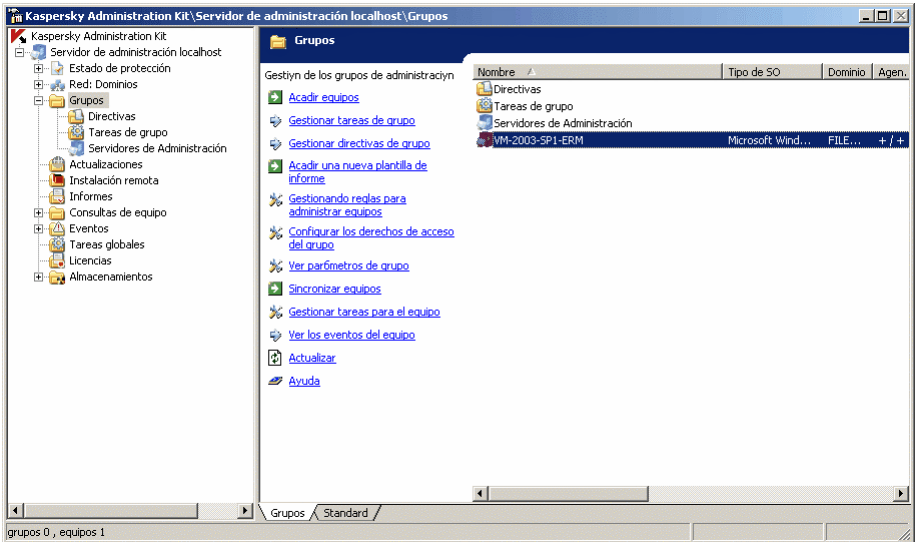 Kaspersky Administration Kit\Servidor de administración localhost\Grupos
Kaspersky Administration Kit
Servidor de administración localhost
Estado de protección
Red: Dominios
Grupos
Directivas
Tareas de grupo
Servidores de Administración
Actualizaciones
Instalación remota
Informes
Consultas de equipo
Eventos
Tareas globales
Licencias
Almacenamientos
Grupos
Gestiyn de los grupos de administraciyn
Acadir equipos
Gestionar tareas de grupo
Gestionar directivas de grupo
Acadir una nueva plantilla de
informe
Gestionando reglas para
administrar equipos
Configurar los derechos de acceso
del grupo
Ver parбmetros de grupo
Sincronizar equipos
Gestionar tareas para el equipo
Ver los eventos del equipo
Actualizar
Ayuda
Nombre Tipo de SO Dominio Agen.
Directivas
Tareas de grupo
Servidores de Administración
VM-2003-SP1-ERM Microsoft Wind... FILE... + / +
Grupos Standard
grupos 0 , equipos 1